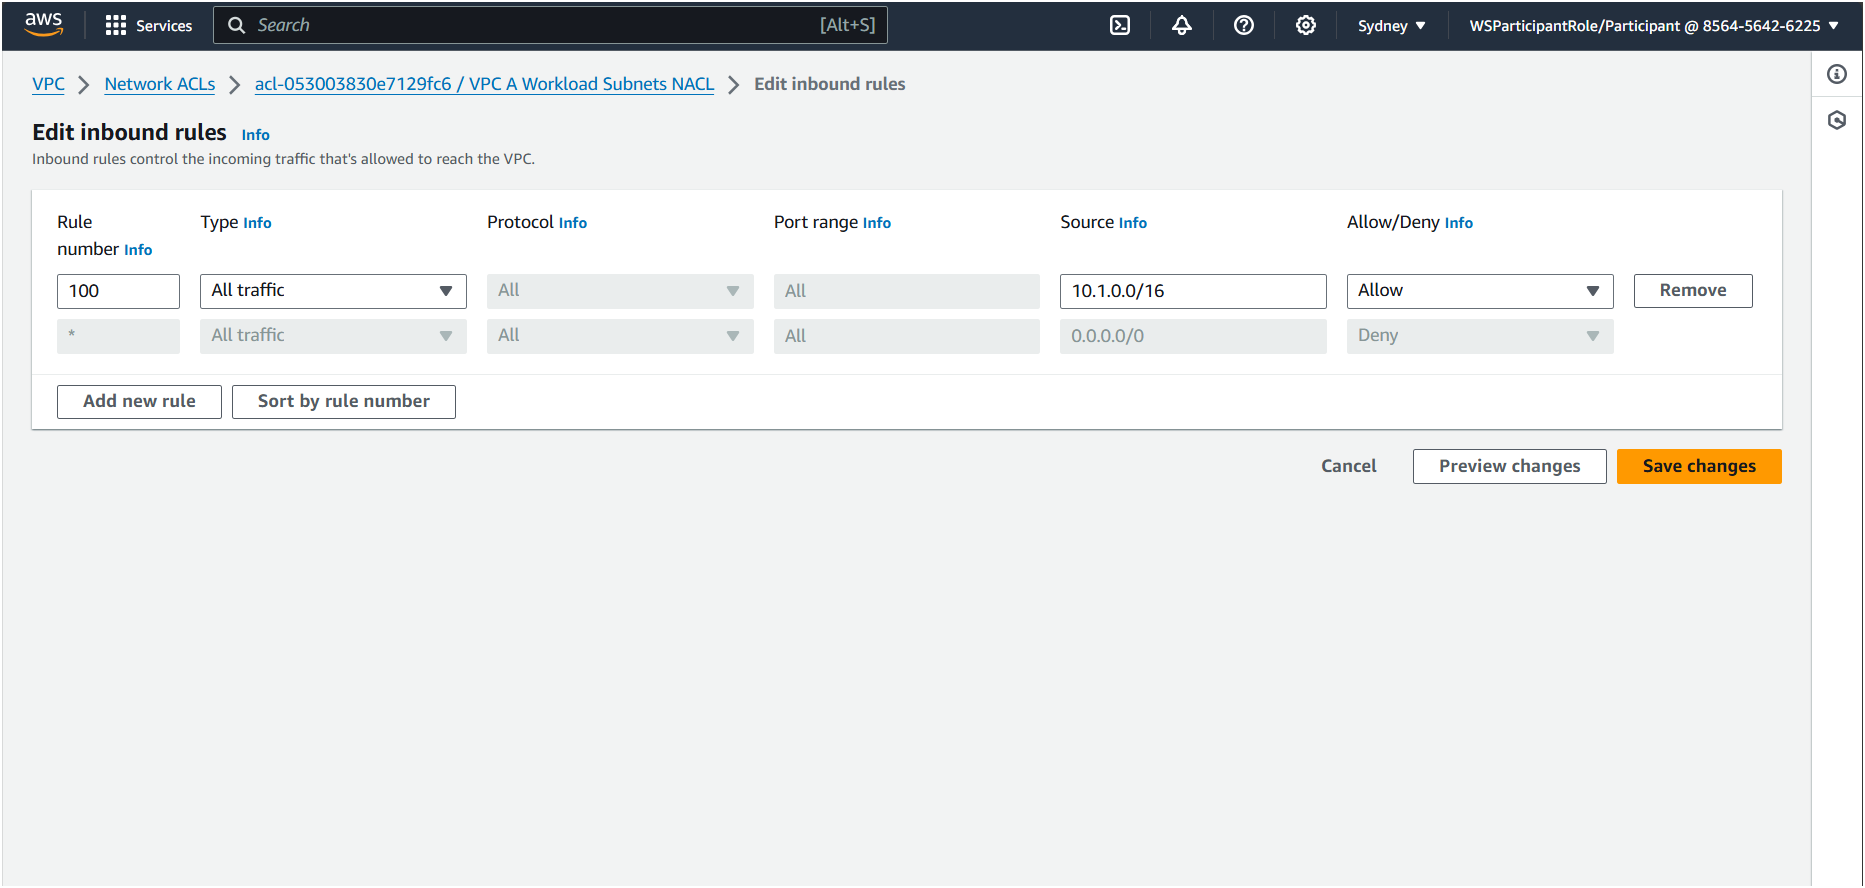 aws Services Search [Alt+S] Sydney WSParticipantRole/Participant @ 8564-5642-6225
VPC Network ACLs acl-053003830e7129fc6 / VPC A Workload Subnets NACL Edit inbound rules
Edit inbound rules Info
Inbound rules control the incoming traffic that's allowed to reach the VPC.
Rule Type Info Protocol Info Port range Info Source Info Allow/Deny Info
number Info
100 All traffic All All 10.1.0.0/16 Allow Remove
* All traffic All All 0.0.0.0/0 Deny
Add new rule Sort by rule number
Cancel Preview changes Save changes